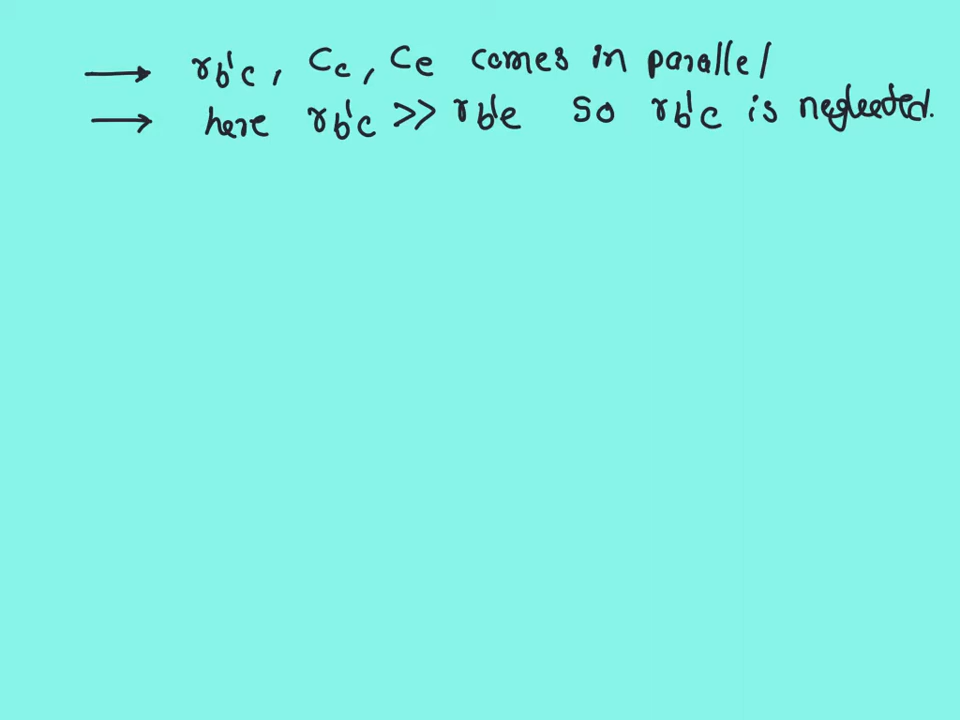 → rb'c, Cc, Ce comes in parallel
→ here rb'c >> rb'e so rb'c is neglected.